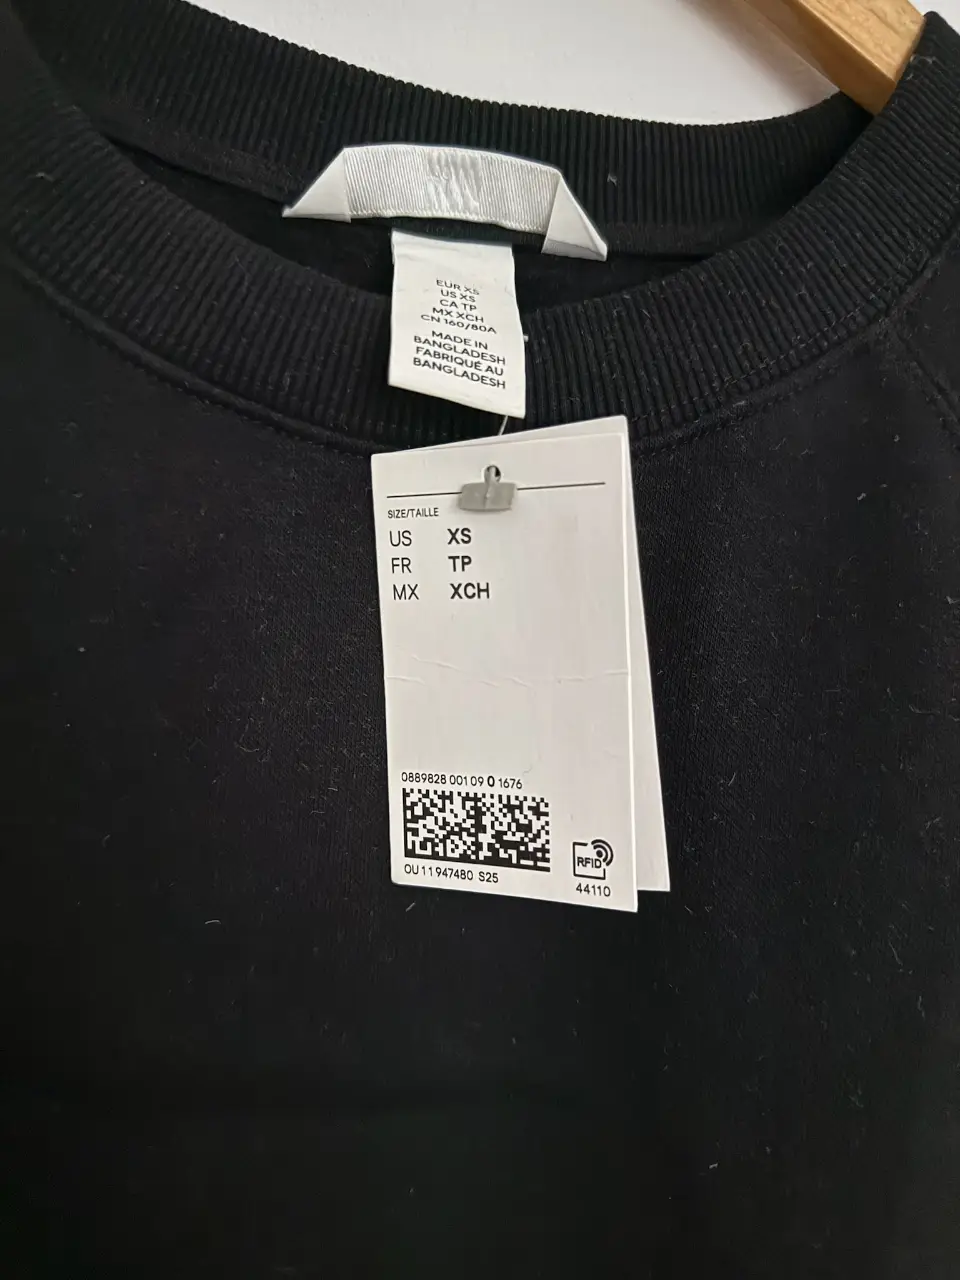 EUR XS
US XS
CA TP
MX XCH
CN 160/80A
MADE IN
BANGLADESH
FABRIQUÉ AU
BANGLADESH
SIZE/TAILLE
US XS
FR TP
MX XCH
0889828 001 09 0 1676
OU11947480 S25
RFID
44110